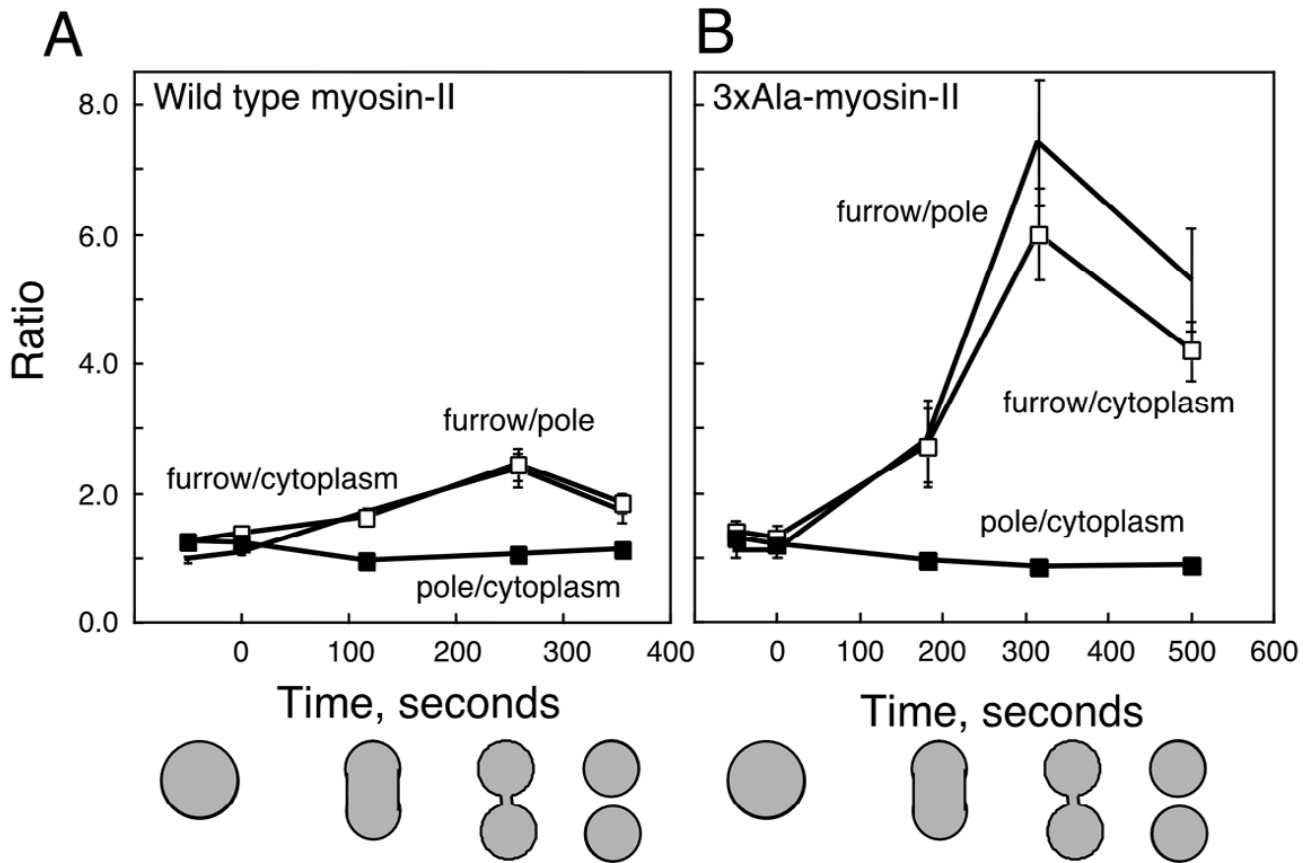 A
Wild type myosin-II
Ratio
8.0
6.0
4.0
2.0
0.0
furrow/pole
furrow/cytoplasm
pole/cytoplasm
0 100 200 300 400
Time, seconds
B
3xAla-myosin-II
furrow/pole
furrow/cytoplasm
pole/cytoplasm
0 100 200 300 400 500 600
Time, seconds